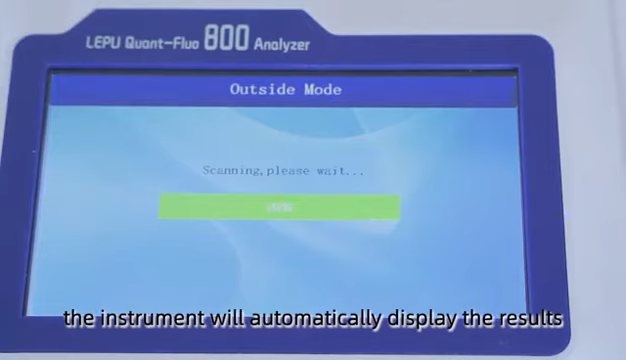 LEPU Quant-Fluo 800 Analyzer
Outside Mode
Scanning,please wait...
the instrument will automatically display the results